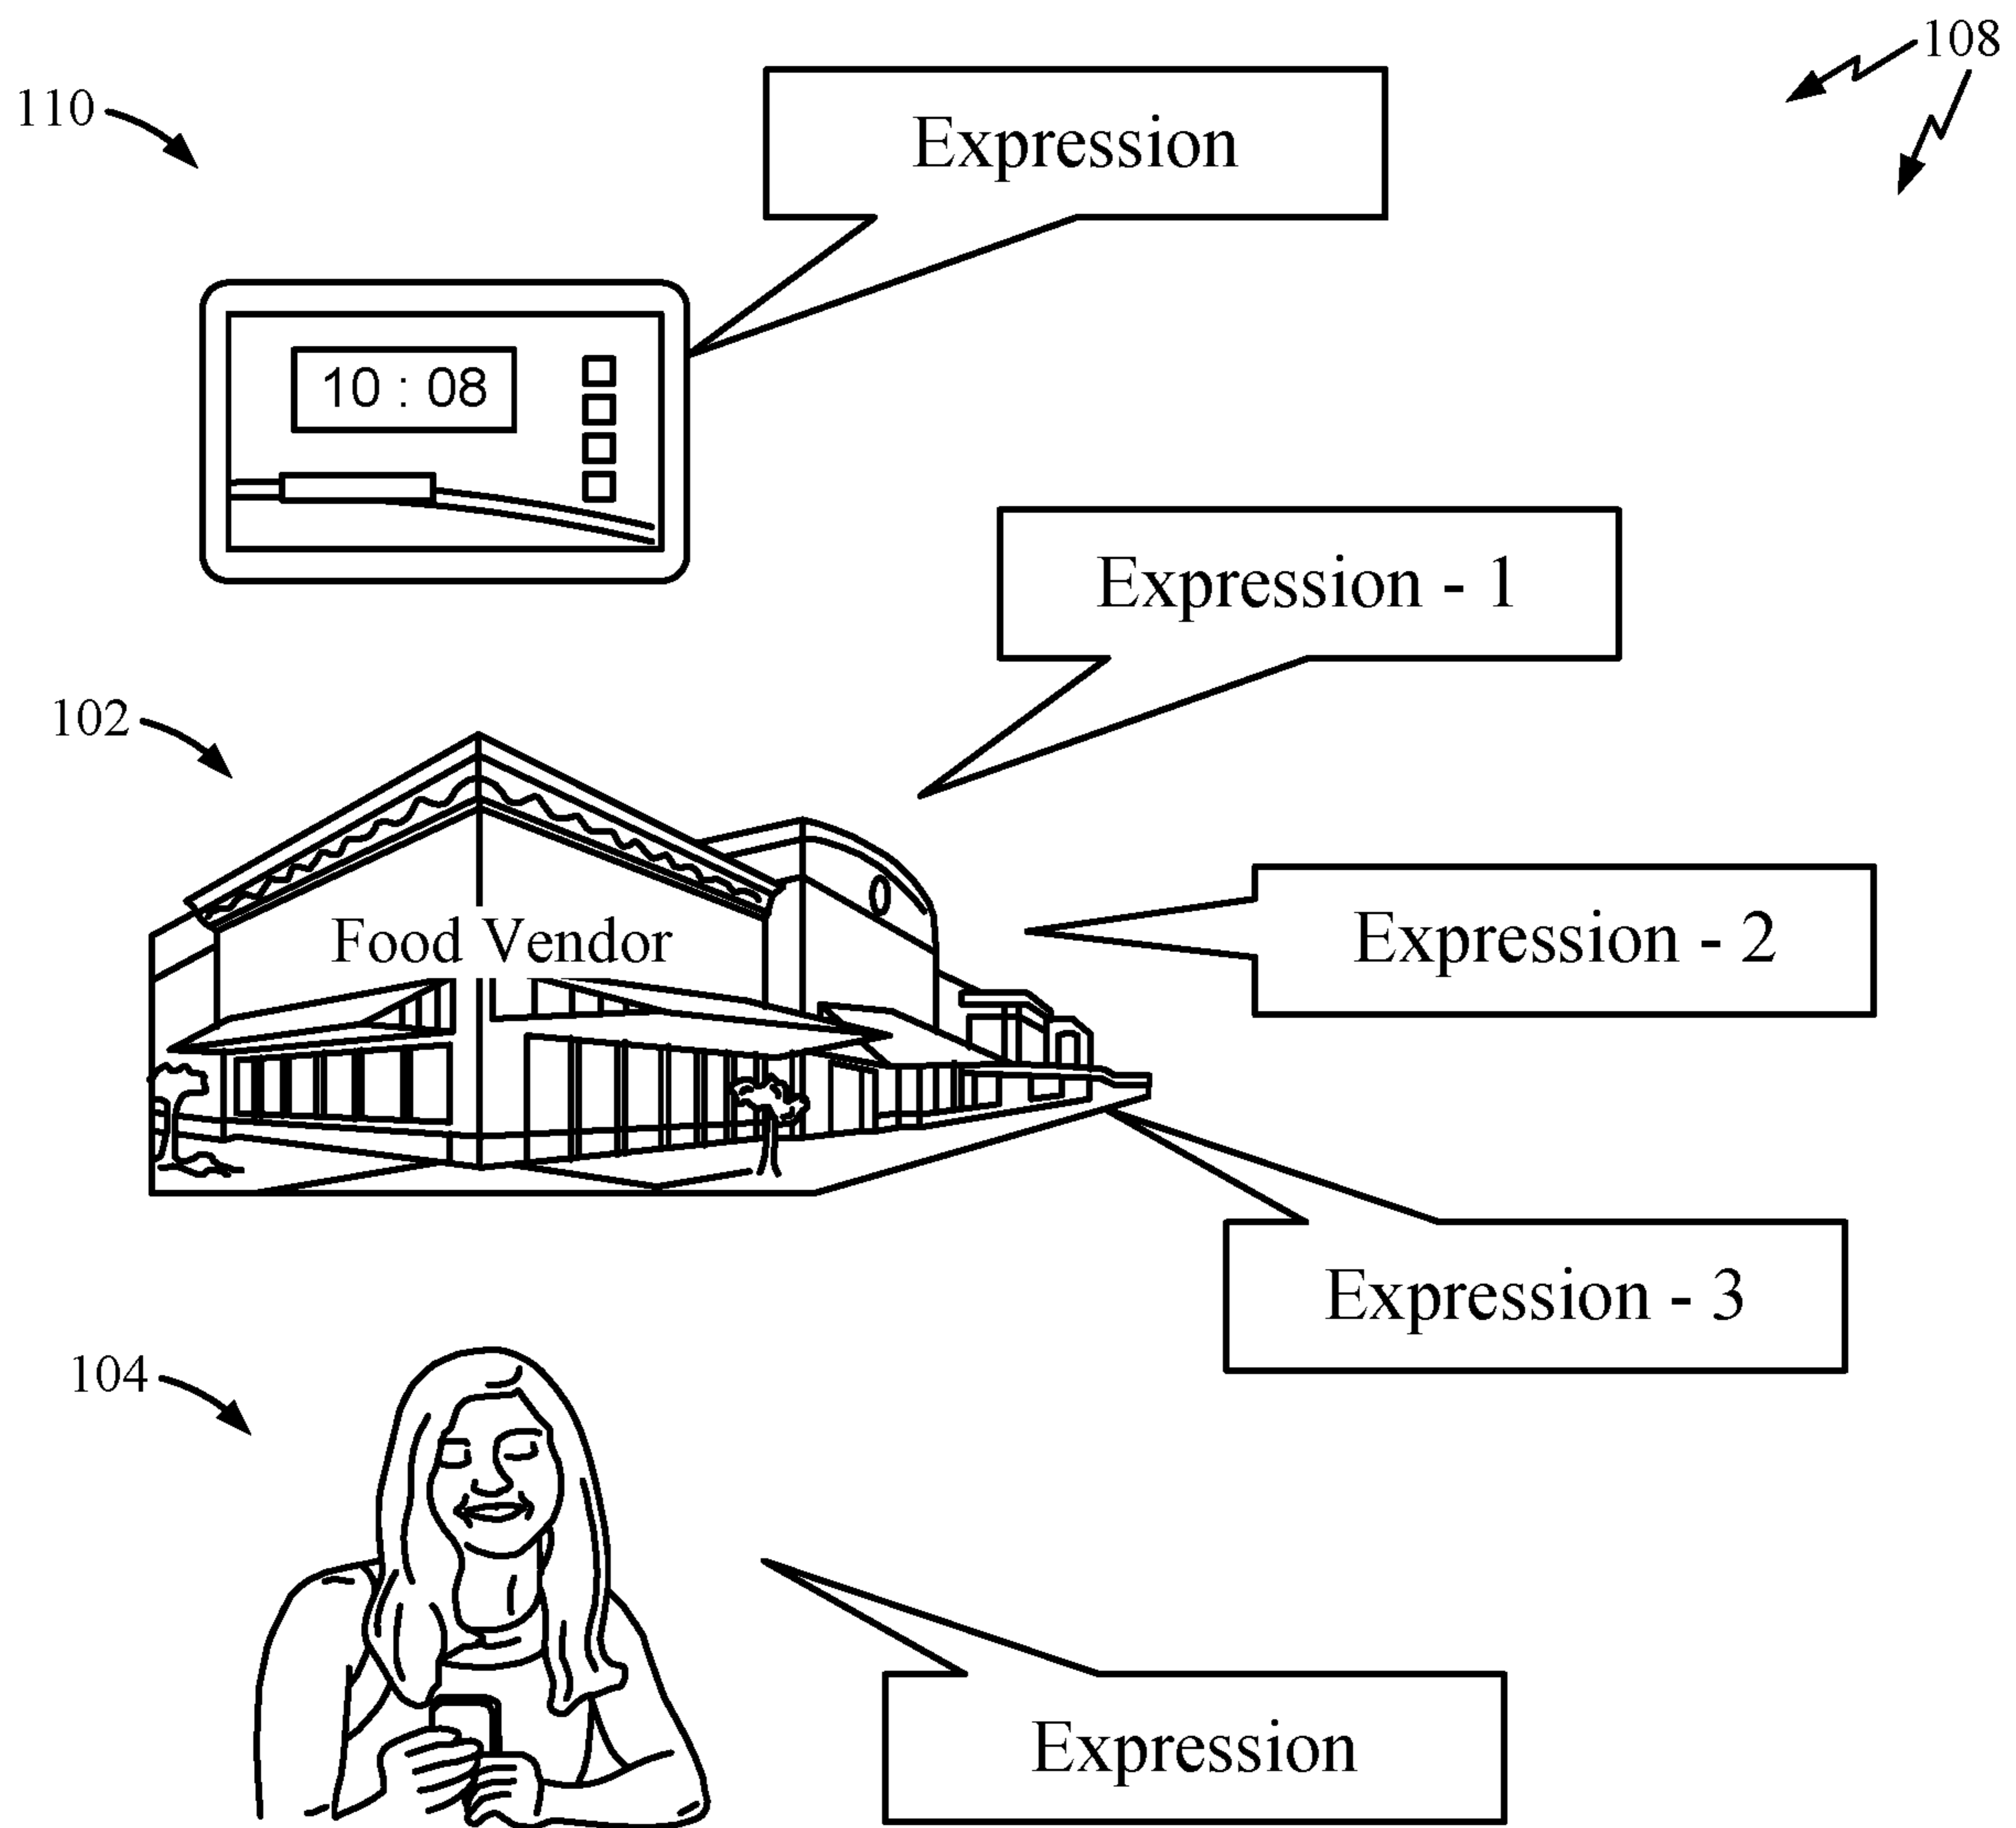 108
110
Expression
10 : 08
Expression - 1
102
Food Vendor
Expression - 2
Expression - 3
104
Expression